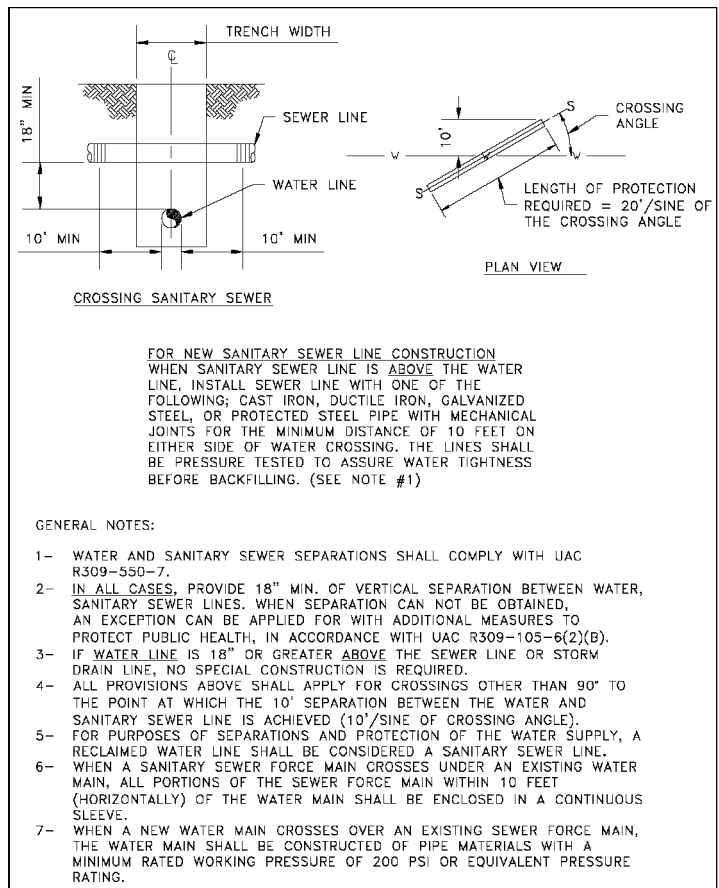 TRENCH WIDTH
℄
18" MIN
SEWER LINE
WATER LINE
10' MIN
10' MIN
CROSSING SANITARY SEWER
10'
S
CROSSING
ANGLE
W
W
W
S
LENGTH OF PROTECTION
REQUIRED = 20'/SINE OF
THE CROSSING ANGLE
PLAN VIEW
FOR NEW SANITARY SEWER LINE CONSTRUCTION
WHEN SANITARY SEWER LINE IS ABOVE THE WATER
LINE, INSTALL SEWER LINE WITH ONE OF THE
FOLLOWING; CAST IRON, DUCTILE IRON, GALVANIZED
STEEL, OR PROTECTED STEEL PIPE WITH MECHANICAL
JOINTS FOR THE MINIMUM DISTANCE OF 10 FEET ON
EITHER SIDE OF WATER CROSSING. THE LINES SHALL
BE PRESSURE TESTED TO ASSURE WATER TIGHTNESS
BEFORE BACKFILLING. (SEE NOTE #1)
GENERAL NOTES:
1- WATER AND SANITARY SEWER SEPARATIONS SHALL COMPLY WITH UAC
R309-550-7.
2- IN ALL CASES, PROVIDE 18" MIN. OF VERTICAL SEPARATION BETWEEN WATER,
SANITARY SEWER LINES. WHEN SEPARATION CAN NOT BE OBTAINED,
AN EXCEPTION CAN BE APPLIED FOR WITH ADDITIONAL MEASURES TO
PROTECT PUBLIC HEALTH, IN ACCORDANCE WITH UAC R309-105-6(2)(B).
3- IF WATER LINE IS 18" OR GREATER ABOVE THE SEWER LINE OR STORM
DRAIN LINE, NO SPECIAL CONSTRUCTION IS REQUIRED.
4- ALL PROVISIONS ABOVE SHALL APPLY FOR CROSSINGS OTHER THAN 90° TO
THE POINT AT WHICH THE 10' SEPARATION BETWEEN THE WATER AND
SANITARY SEWER LINE IS ACHIEVED (10'/SINE OF CROSSING ANGLE).
5- FOR PURPOSES OF SEPARATIONS AND PROTECTION OF THE WATER SUPPLY, A
RECLAIMED WATER LINE SHALL BE CONSIDERED A SANITARY SEWER LINE.
6- WHEN A SANITARY SEWER FORCE MAIN CROSSES UNDER AN EXISTING WATER
MAIN, ALL PORTIONS OF THE SEWER FORCE MAIN WITHIN 10 FEET
(HORIZONTALLY) OF THE WATER MAIN SHALL BE ENCLOSED IN A CONTINUOUS
SLEEVE.
7- WHEN A NEW WATER MAIN CROSSES OVER AN EXISTING SEWER FORCE MAIN,
THE WATER MAIN SHALL BE CONSTRUCTED OF PIPE MATERIALS WITH A
MINIMUM RATED WORKING PRESSURE OF 200 PSI OR EQUIVALENT PRESSURE
RATING.